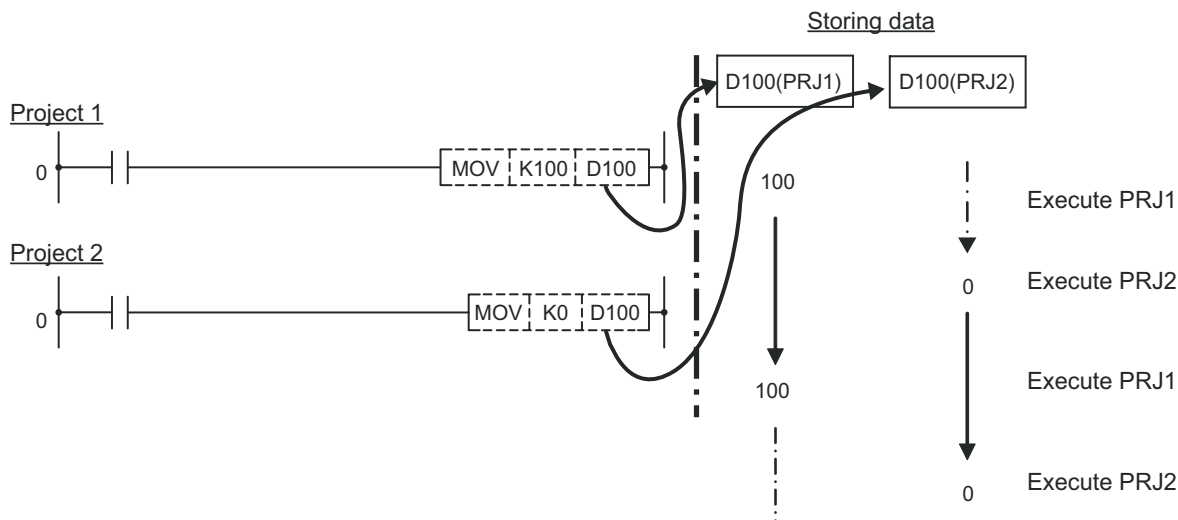 Storing data
D100(PRJ1) D100(PRJ2)
Project 1
0 MOV K100 D100
100
Execute PRJ1
Project 2
0 Execute PRJ2
0 MOV K0 D100
100
Execute PRJ1
0 Execute PRJ2